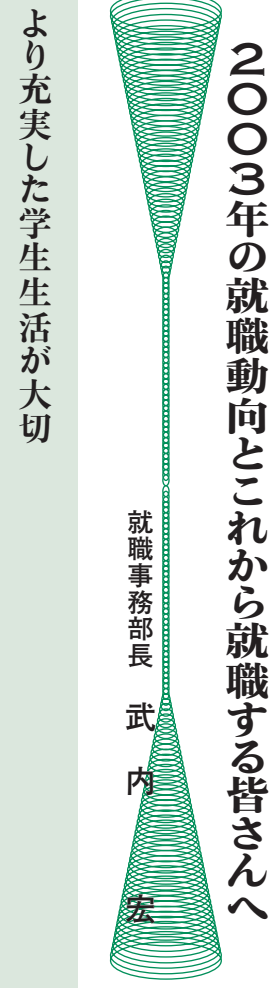 2003年の就職動向とこれから就職する皆さんへ
就職事務部長 武内 宏
より充実した学生生活が大切